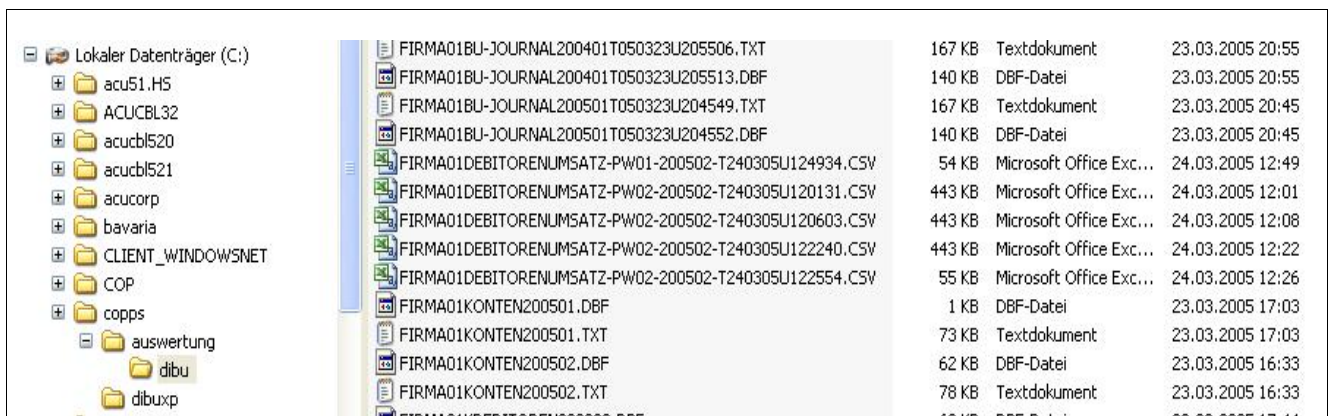 Lokaler Datenträger (C:)
acu51.HS
ACUCBL32
acucbl520
acucbl521
acucorp
bavaria
CLIENT_WINDOWSNET
COP
copps
auswertung
dibu
dibuxp
FIRMA01BU-JOURNAL200401T050323U205506.TXT 167 KB Textdokument 23.03.2005 20:55
FIRMA01BU-JOURNAL200401T050323U205513.DBF 140 KB DBF-Datei 23.03.2005 20:55
FIRMA01BU-JOURNAL200501T050323U204549.TXT 167 KB Textdokument 23.03.2005 20:45
FIRMA01BU-JOURNAL200501T050323U204552.DBF 140 KB DBF-Datei 23.03.2005 20:45
FIRMA01DEBITORENUMSATZ-PW01-200502-T240305U124934.CSV 54 KB Microsoft Office Exc... 24.03.2005 12:49
FIRMA01DEBITORENUMSATZ-PW02-200502-T240305U120131.CSV 443 KB Microsoft Office Exc... 24.03.2005 12:01
FIRMA01DEBITORENUMSATZ-PW02-200502-T240305U120603.CSV 443 KB Microsoft Office Exc... 24.03.2005 12:08
FIRMA01DEBITORENUMSATZ-PW02-200502-T240305U122240.CSV 443 KB Microsoft Office Exc... 24.03.2005 12:22
FIRMA01DEBITORENUMSATZ-PW02-200502-T240305U122554.CSV 55 KB Microsoft Office Exc... 24.03.2005 12:26
FIRMA01KONTEN200501.DBF 1 KB DBF-Datei 23.03.2005 17:03
FIRMA01KONTEN200501.TXT 73 KB Textdokument 23.03.2005 17:03
FIRMA01KONTEN200502.DBF 62 KB DBF-Datei 23.03.2005 16:33
FIRMA01KONTEN200502.TXT 78 KB Textdokument 23.03.2005 16:33